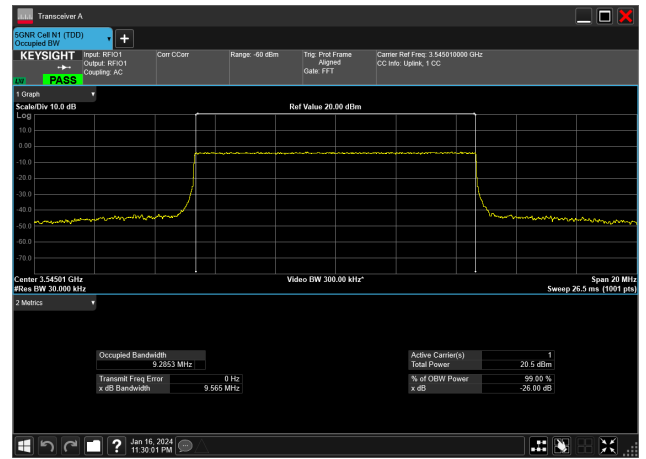 Transceiver A
5GNR Cell N1 (TDD)
Occupied BW
KEYSIGHT Input: RFIO1 Corr CCorr Range: -60 dBm Trig: Prot Frame Carrier Ref Freq: 3.545010000 GHz
Output: RFIO1 Aligned CC Info: Uplink, 1 CC
Coupling: AC Gate: FFT
PASS
1 Graph
Scale/Div 10.0 dB Ref Value 20.00 dBm
Log
10.0
0.00
-10.0
-20.0
-30.0
-40.0
-50.0
-60.0
-70.0
Center 3.54501 GHz Video BW 300.00 kHz* Span 20 MHz
#Res BW 30.000 kHz Sweep 26.5 ms (1001 pts)
2 Metrics
Occupied Bandwidth Active Carrier(s) 1
9.2853 MHz Total Power 20.5 dBm
Transmit Freq Error 0 Hz % of OBW Power 99.00 %
x dB Bandwidth 9.565 MHz x dB -26.00 dB
Jan 16, 2024
11:30:01 PM